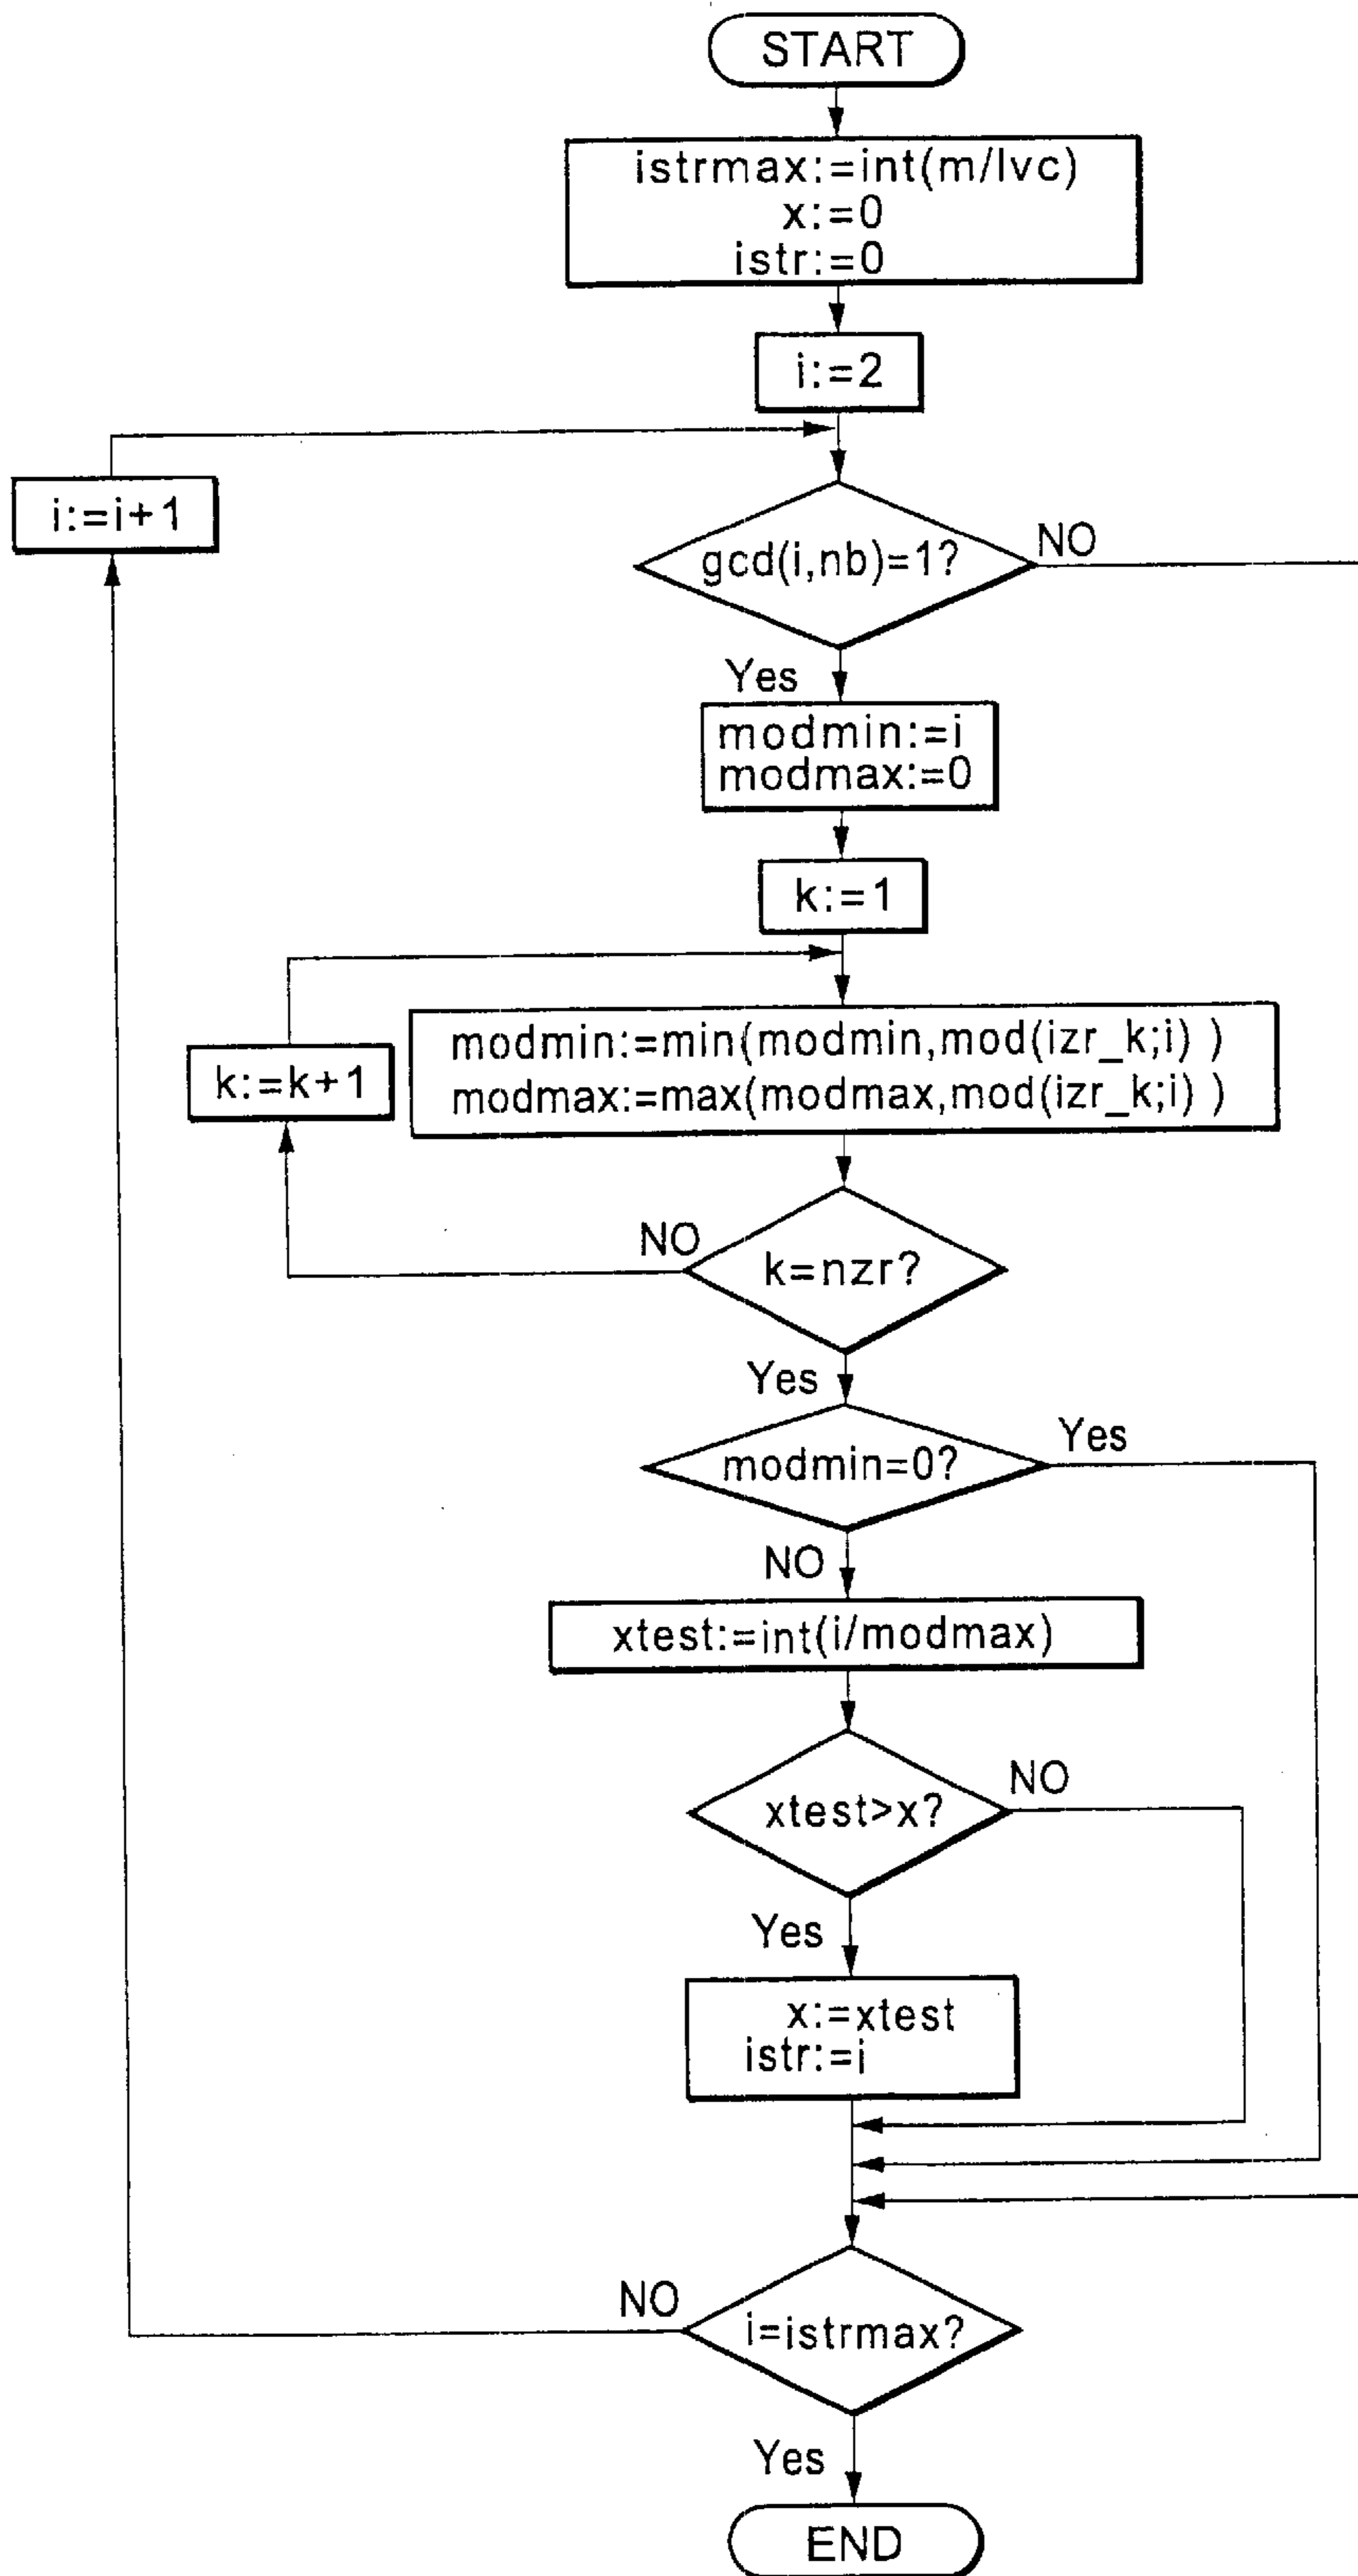 START
istrmax:=int(m/lvc)
x:=0
istr:=0
i:=2
i:=i+1
gcd(i,nb)=1?
NO
Yes
modmin:=i
modmax:=0
k:=1
modmin:=min(modmin,mod(izr_k;i) )
modmax:=max(modmax,mod(izr_k;i) )
k:=k+1
NO
k=nzr?
Yes
modmin=0?
Yes
NO
xtest:=int(i/modmax)
xtest>x?
NO
Yes
x:=xtest
istr:=i
NO
i=istrmax?
Yes
END